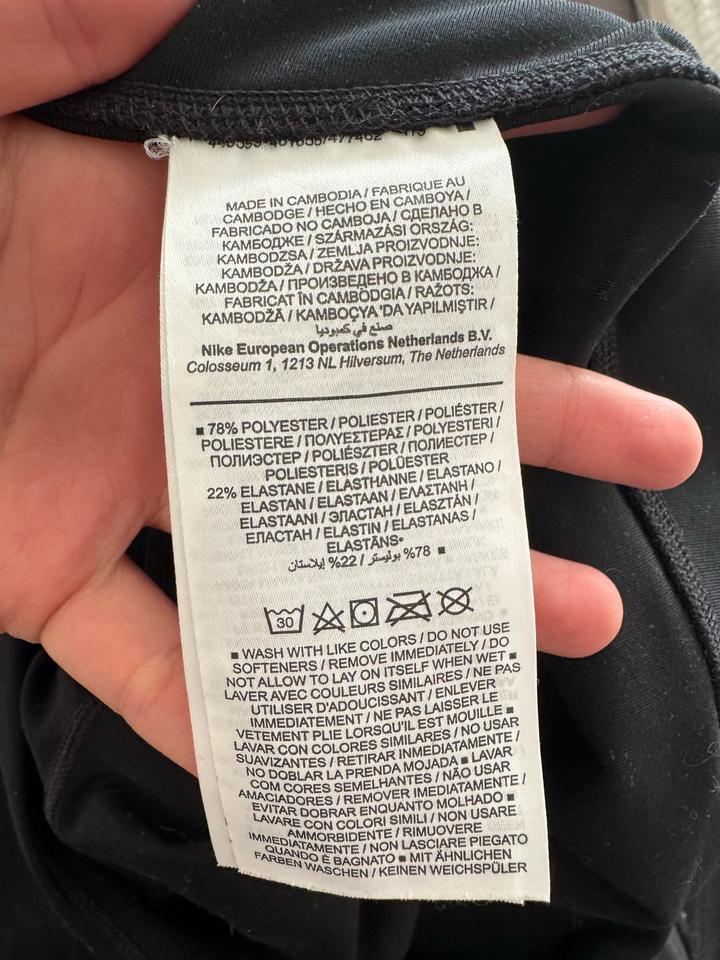 MADE IN CAMBODIA / FABRIQUE AU
CAMBODGE / HECHO EN CAMBOYA /
FABRICADO NO CAMBOJA / СДЕЛАНО В
КАМБОДЖЕ / SZÁRMAZÁSI ORSZÁG:
KAMBODZSA / ZEMLJA PROIZVODNJE:
KAMBODŽA / DRŽAVA PROIZVODNJE:
KAMBODŽA / ПРОИЗВЕДЕНО В КАМБОДЖА /
FABRICAT ÎN CAMBODGIA / RAŽOTS:
KAMBODŽĀ / KAMBOÇYA 'DA YAPILMIŞTIR /
صنع في كمبوديا
Nike European Operations Netherlands B.V.
Colosseum 1, 1213 NL Hilversum, The Netherlands
■ 78% POLYESTER / POLIESTER / POLIÉSTER /
POLIESTERE / ΠΟΛΥΕΣΤΕΡΑΣ / POLYESTERI /
ПОЛИЭСТЕР / POLIÉSZTER / ПОЛИЕСТЕР /
POLIESTERIS / POLÜESTER
22% ELASTANE / ELASTHANNE / ELASTANO /
ELASTAN / ELASTAAN / ΕΛΑΣΤΑΝΗ /
ELASTAANI / ЭЛАСТАН / ELASZTÁN /
ЕЛАСТАН / ELASTIN / ELASTANAS /
ELASTĀNS
■ 78% بوليستر / 22% إيلاستان
30
■ WASH WITH LIKE COLORS / DO NOT USE
SOFTENERS / REMOVE IMMEDIATELY / DO
NOT ALLOW TO LAY ON ITSELF WHEN WET ■
LAVER AVEC COULEURS SIMILAIRES / NE PAS
UTILISER D'ADOUCISSANT / ENLEVER
IMMEDIATEMENT / NE PAS LAISSER LE
VETEMENT PLIE LORSQU'IL EST MOUILLE ■
LAVAR CON COLORES SIMILARES / NO USAR
SUAVIZANTES / RETIRAR INMEDIATAMENTE /
NO DOBLAR LA PRENDA MOJADA ■ LAVAR
COM CORES SEMELHANTES / NÃO USAR
AMACIADORES / REMOVER IMEDIATAMENTE /
EVITAR DOBRAR ENQUANTO MOLHADO ■
LAVARE CON COLORI SIMILI / NON USARE
AMMORBIDENTE / RIMUOVERE
IMMEDIATAMENTE / NON LASCIARE PIEGATO
QUANDO È BAGNATO ■ MIT ÄHNLICHEN
FARBEN WASCHEN / KEINEN WEICHSPÜLER